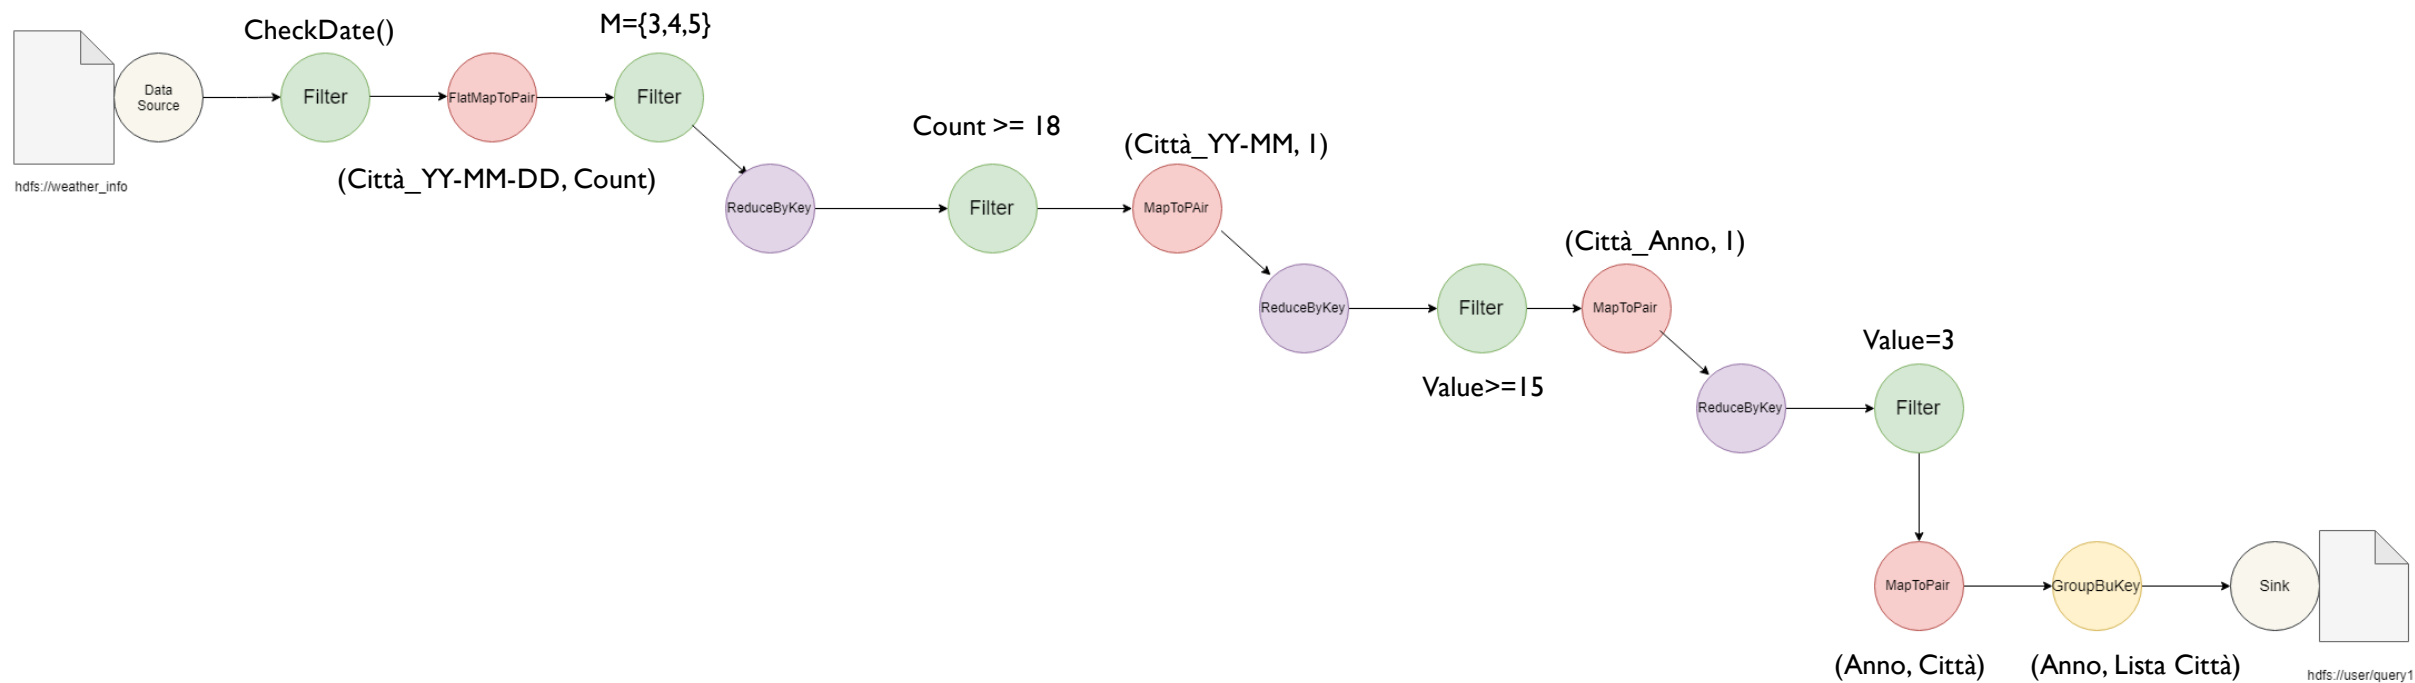 CheckDate()
M={3,4,5}
Data
Source
Filter
FlatMapToPair
Filter
hdfs://weather_info
(Città_YY-MM-DD, Count)
Count >= 18
(Città_YY-MM, 1)
ReduceByKey
Filter
MapToPAir
(Città_Anno, 1)
ReduceByKey
Filter
MapToPair
Value>=15
Value=3
ReduceByKey
Filter
MapToPair
GroupBuKey
Sink
(Anno, Città)
(Anno, Lista Città)
hdfs://user/query1